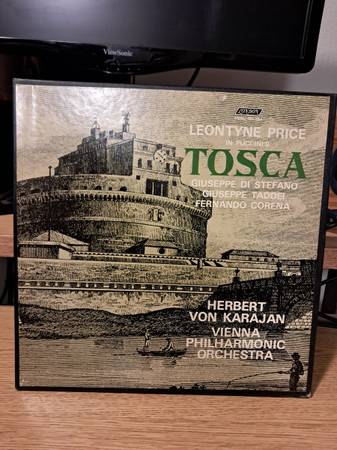 ViewSonic
LONDON
LEONTYNE PRICE
IN PUCCINI'S
TOSCA
GIUSEPPE DI STEFANO
GIUSEPPE TADDEI
FERNANDO CORENA
HERBERT
VON KARAJAN
VIENNA
PHILHARMONIC
ORCHESTRA